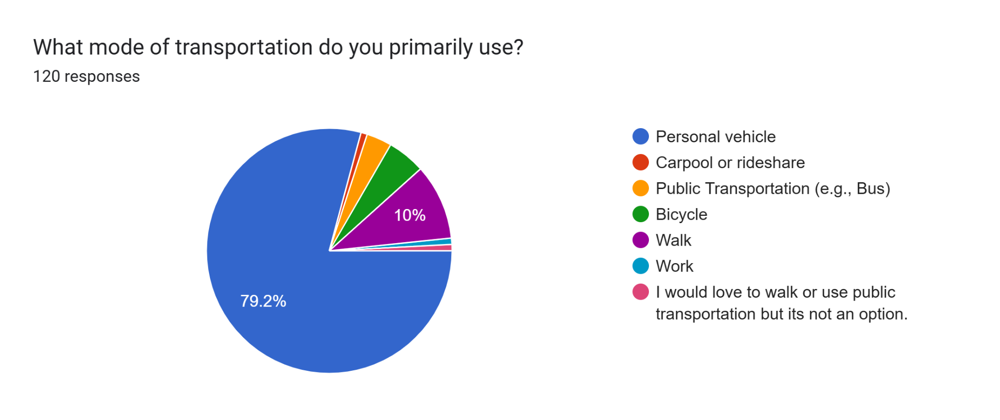 What mode of transportation do you primarily use?
120 responses
10%
79.2%
Personal vehicle
Carpool or rideshare
Public Transportation (e.g., Bus)
Bicycle
Walk
Work
I would love to walk or use public
transportation but its not an option.